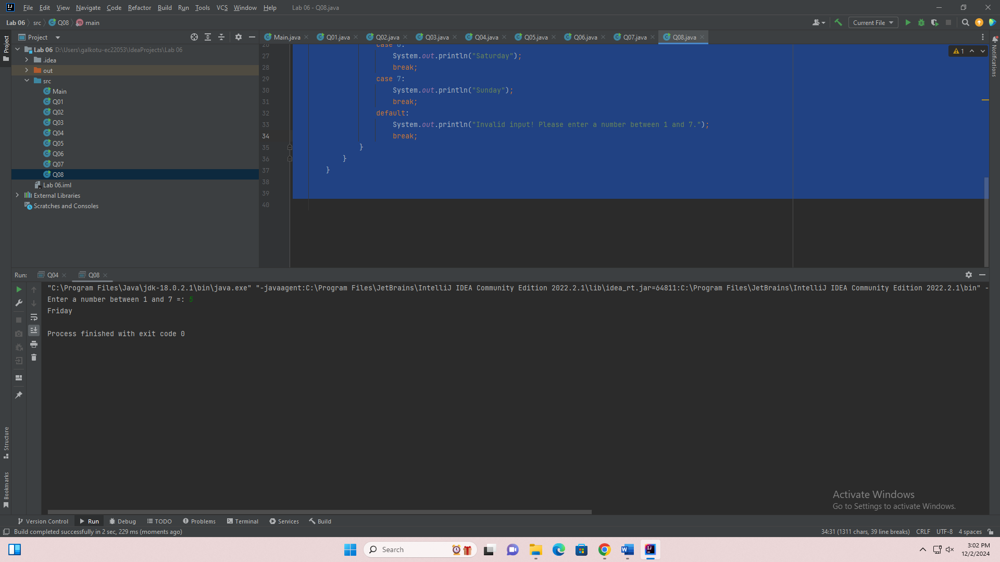 File Edit View Navigate Code Refactor Build Run Tools VCS Window Help Lab 06 - Q08.java
Lab 06 src Q08 main
Current File
Project
Main.java Q01.java Q02.java Q03.java Q04.java Q05.java Q06.java Q07.java Q08.java
Project
Notifications
Lab 06 D:\Users\galkotu-ec22053\IdeaProjects\Lab 06
.idea
out
src
Main
Q01
Q02
Q03
Q04
Q05
Q06
Q07
Q08
Lab 06.iml
External Libraries
Scratches and Consoles
1
26 case 6:
27 System.out.println("Saturday");
28 break;
29 case 7:
30 System.out.println("Sunday");
31 break;
32 default:
33 System.out.println("Invalid input! Please enter a number between 1 and 7.");
34 break;
35 }
36 }
37 }
38
39
40
Run: Q04 Q08
"C:\Program Files\Java\jdk-18.0.2.1\bin\java.exe" "-javaagent:C:\Program Files\JetBrains\IntelliJ IDEA Community Edition 2022.2.1\lib\idea_rt.jar=64811:C:\Program Files\JetBrains\IntelliJ IDEA Community Edition 2022.2.1\bin" -
Enter a number between 1 and 7 =: 5
Friday
Process finished with exit code 0
Structure
Bookmarks
Activate Windows
Go to Settings to activate Windows.
Version Control Run Debug TODO Problems Terminal Services Build
Build completed successfully in 2 sec, 229 ms (moments ago)
34:31 (1311 chars, 39 line breaks) CRLF UTF-8 4 spaces
Search
3:02 PM
12/2/2024